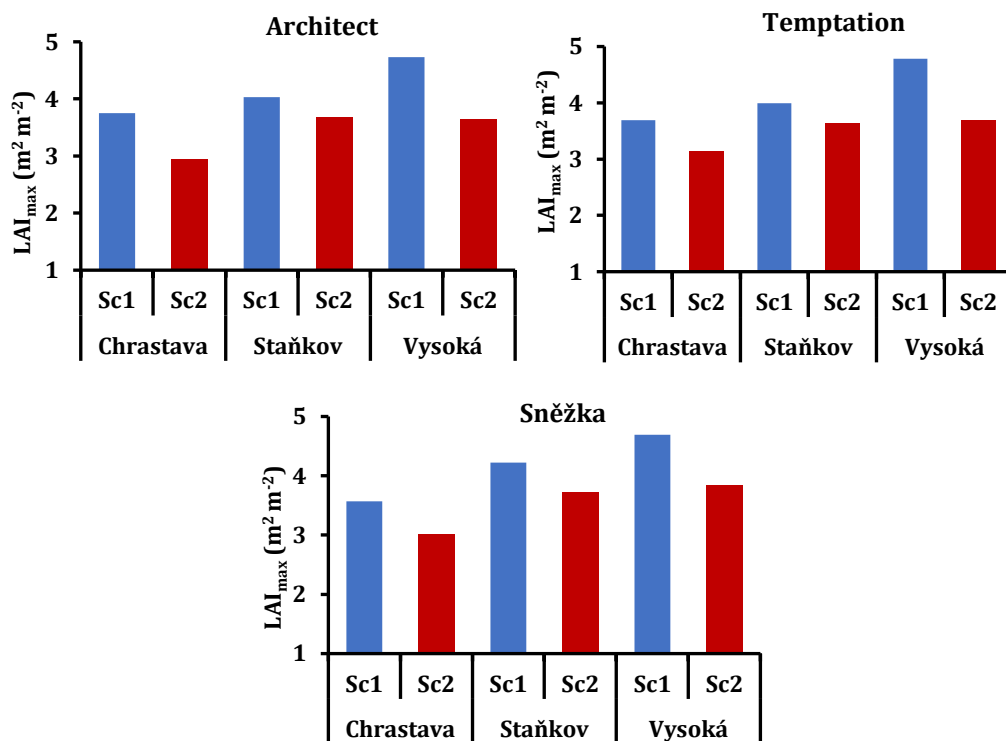 Architect
LAImax (m² m⁻²)
5
4
3
2
1
Sc1 Sc2 Sc1 Sc2 Sc1 Sc2
Chrastava Staňkov Vysoká
Temptation
LAImax (m² m⁻²)
5
4
3
2
1
Sc1 Sc2 Sc1 Sc2 Sc1 Sc2
Chrastava Staňkov Vysoká
Sněžka
LAImax (m² m⁻²)
5
4
3
2
1
Sc1 Sc2 Sc1 Sc2 Sc1 Sc2
Chrastava Staňkov Vysoká